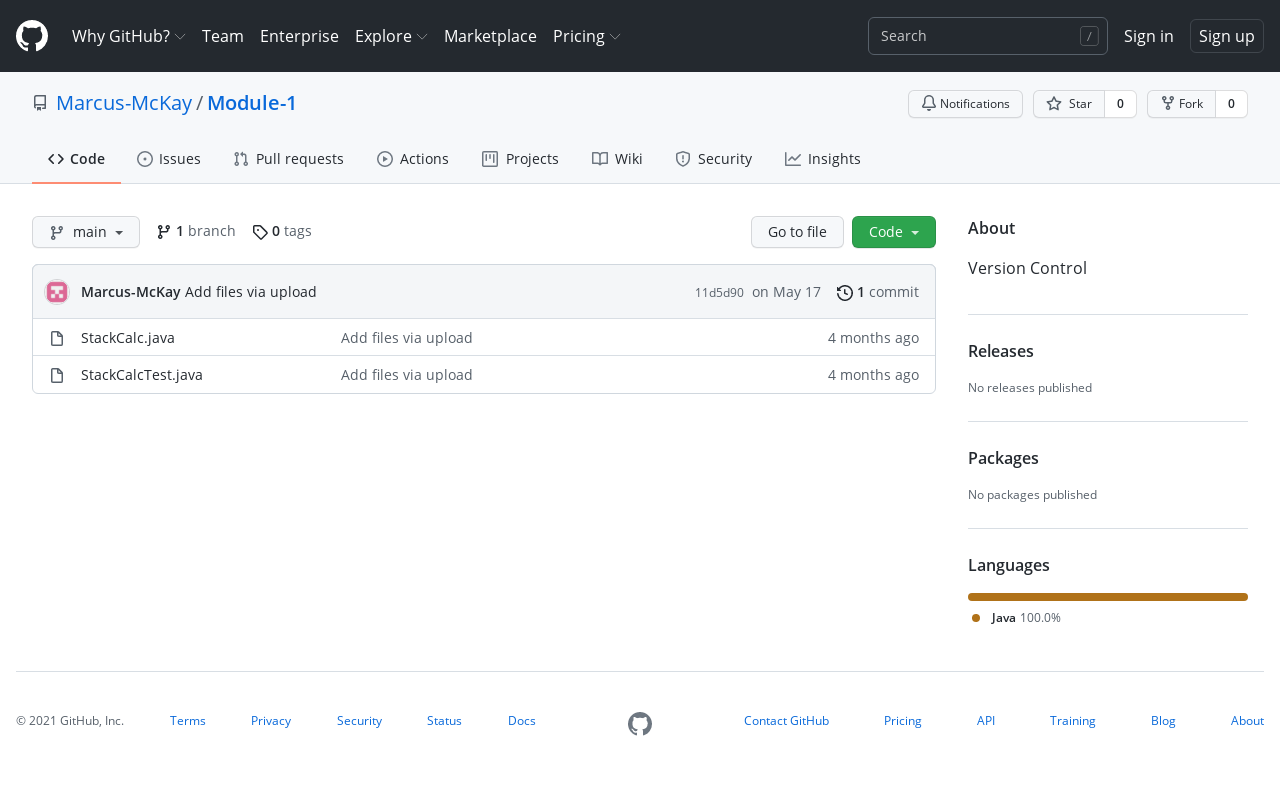 Why GitHub? Team Enterprise Explore Marketplace Pricing Search / Sign in Sign up
Marcus-McKay / Module-1 Notifications Star 0 Fork 0
Code Issues Pull requests Actions Projects Wiki Security Insights
main 1 branch 0 tags Go to file Code
Marcus-McKay Add files via upload 11d5d90 on May 17 1 commit
StackCalc.java Add files via upload 4 months ago
StackCalcTest.java Add files via upload 4 months ago
About
Version Control
Releases
No releases published
Packages
No packages published
Languages
Java 100.0%
© 2021 GitHub, Inc. Terms Privacy Security Status Docs Contact GitHub Pricing API Training Blog About